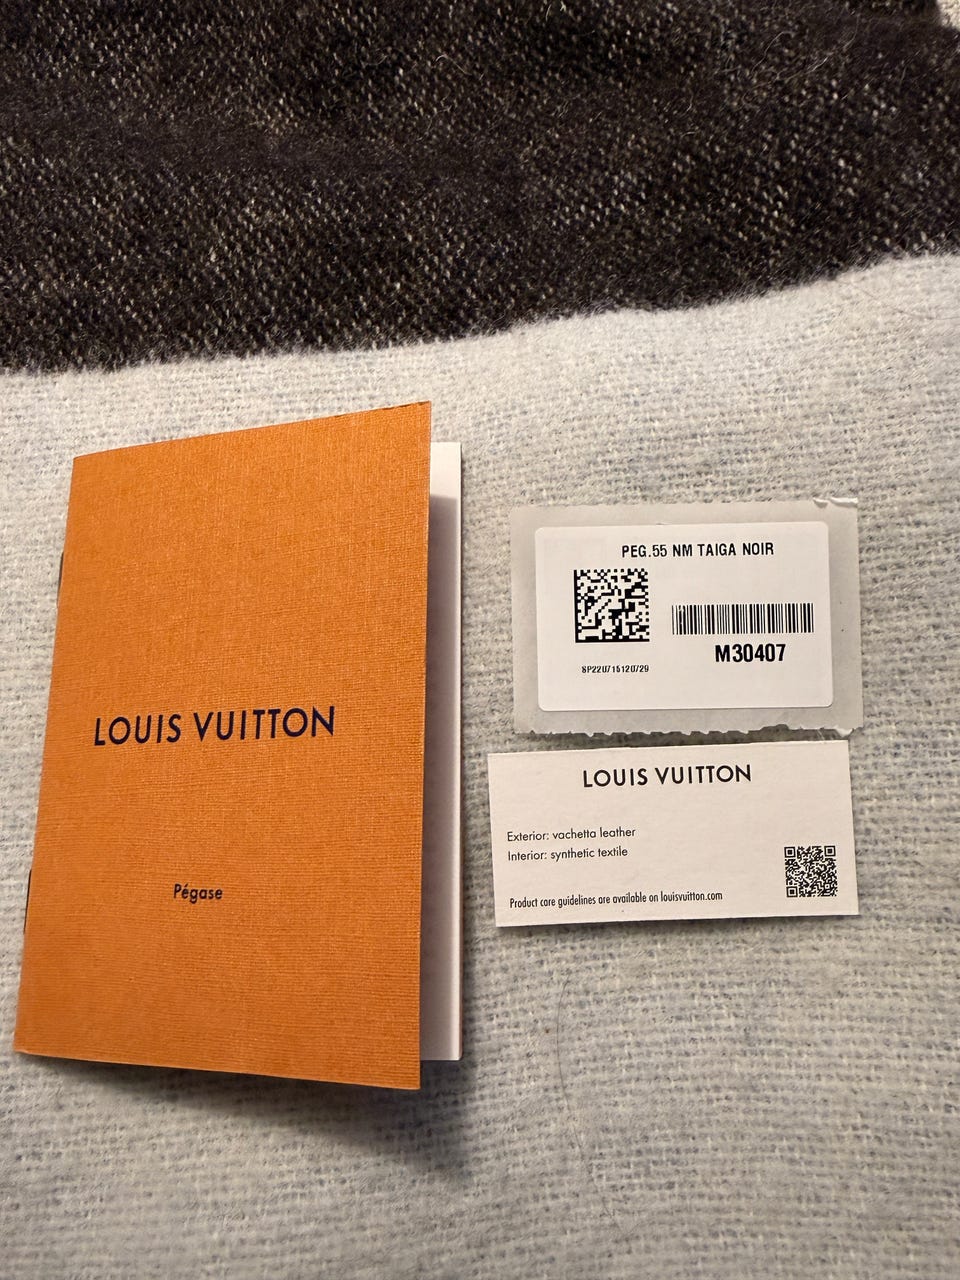 LOUIS VUITTON
Pégase
PEG.55 NM TAIGA NOIR
M30407
SP220715120729
LOUIS VUITTON
Exterior: vachetta leather
Interior: synthetic textile
Product care guidelines are available on louisvuitton.com